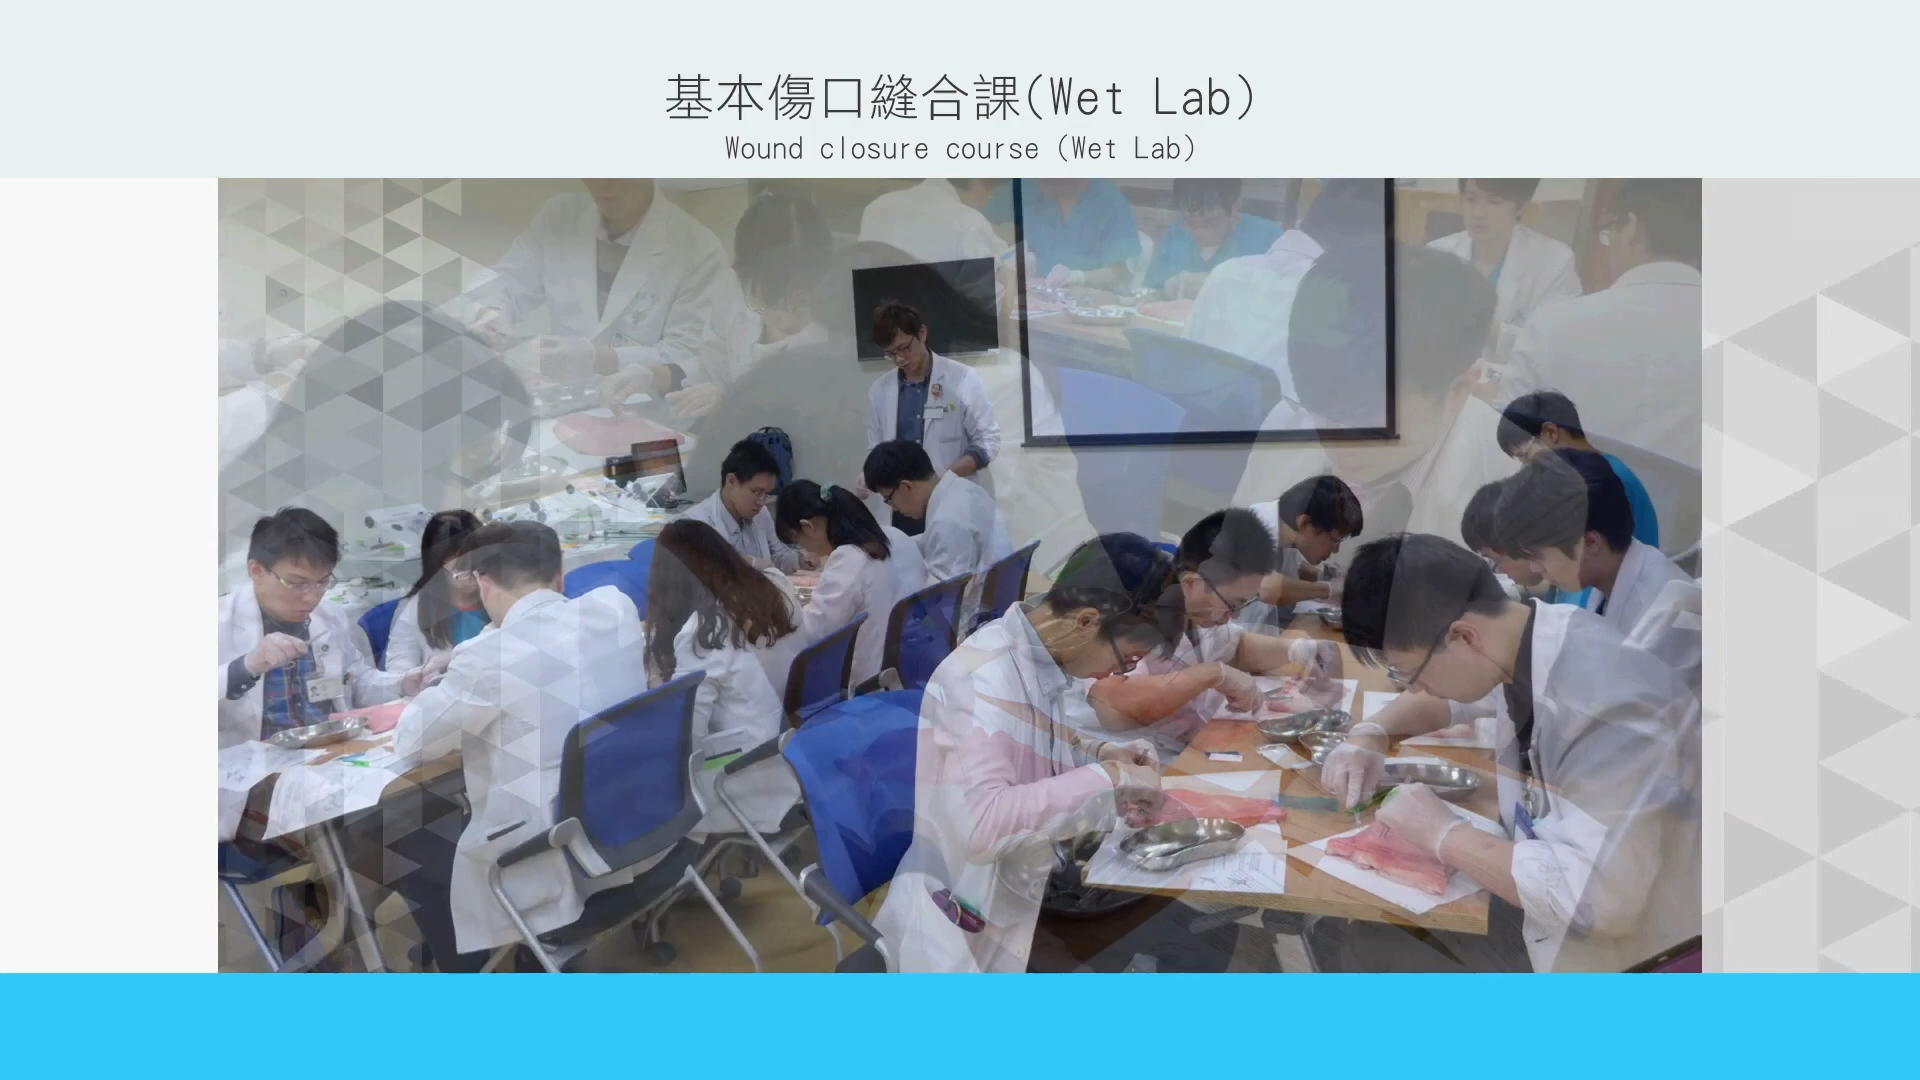 基本傷口縫合課(Wet Lab)
Wound closure course (Wet Lab)